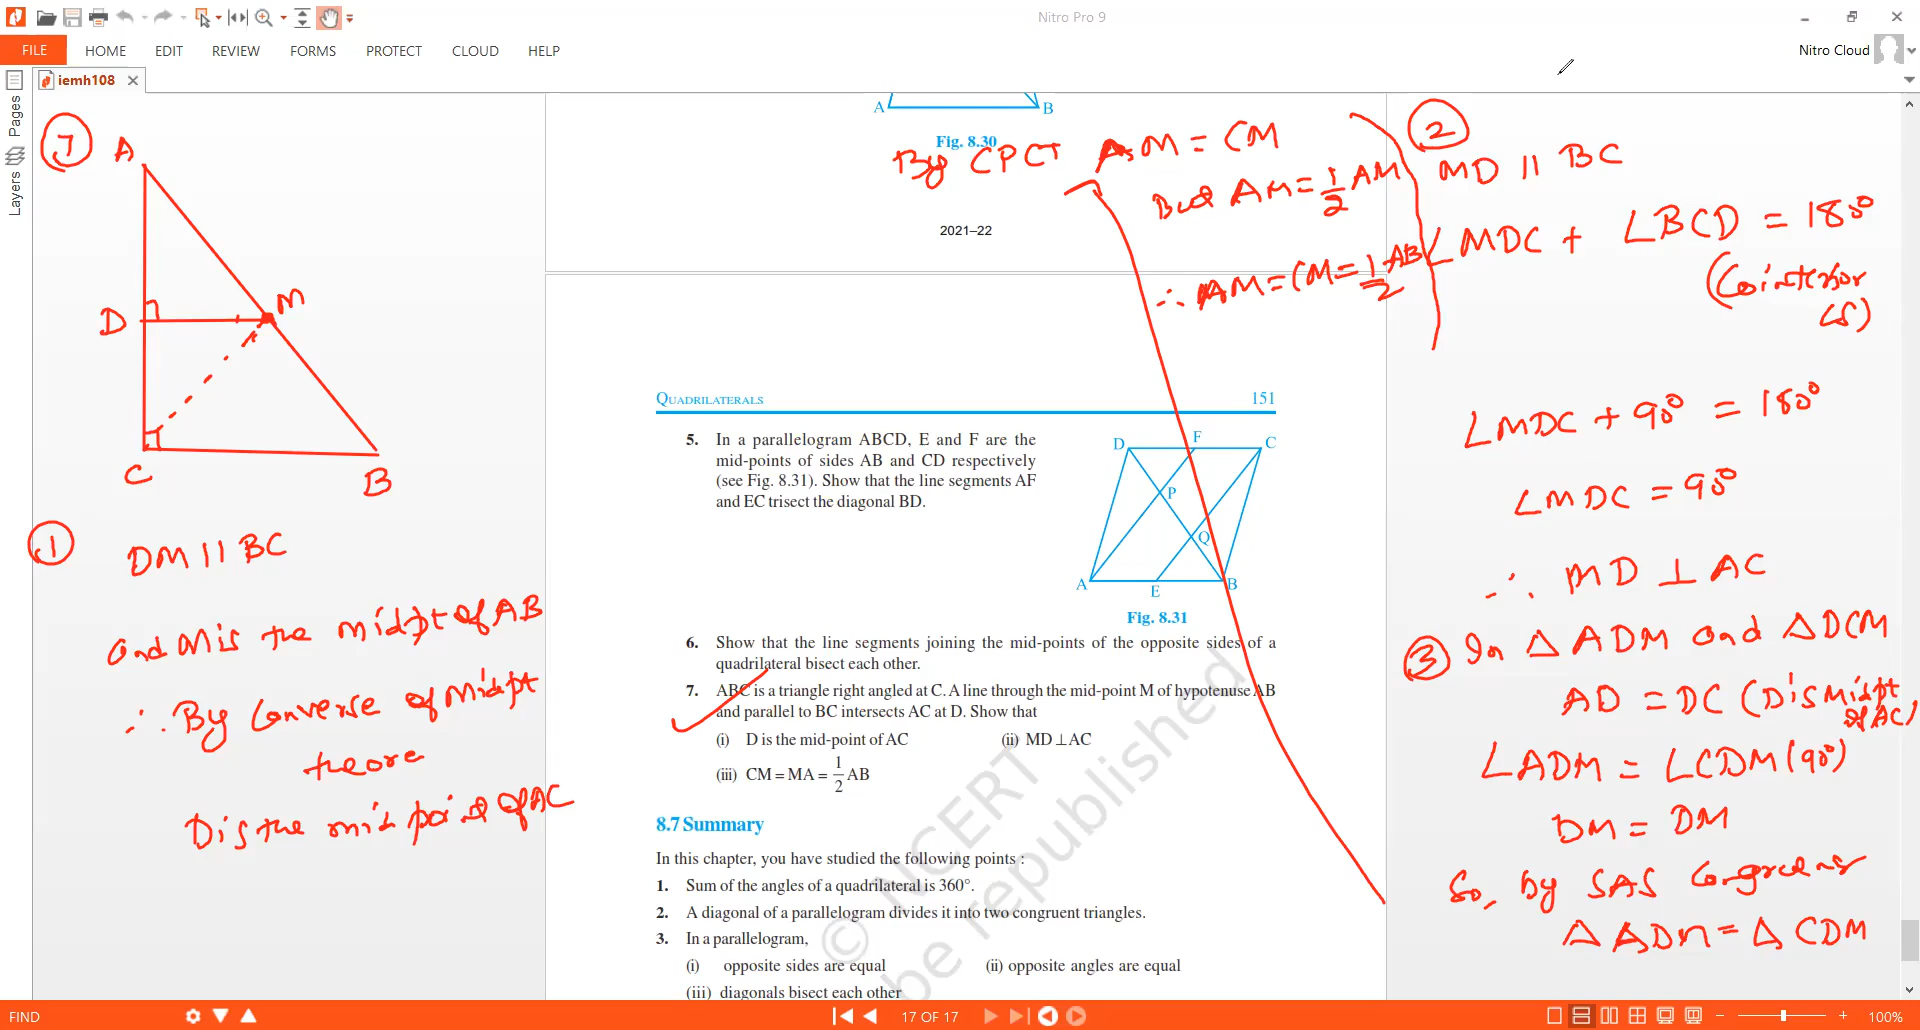 Nitro Pro 9
FILE HOME EDIT REVIEW FORMS PROTECT CLOUD HELP
Nitro Cloud
iemh108
Pages
Layers
7
A
D
M
C
B
1
DM || BC
and M is the midpt of AB
∴ By Converse of Midpt
theore
D is the mid point of AC
A B
Fig. 8.30
By CPCT AM = CM
But AM = 1/2 AM
∴ AM = CM = 1/2 AB
2021–22
QUADRILATERALS 151
5. In a parallelogram ABCD, E and F are the
mid-points of sides AB and CD respectively
(see Fig. 8.31). Show that the line segments AF
and EC trisect the diagonal BD.
D F C
P
Q
A E B
Fig. 8.31
6. Show that the line segments joining the mid-points of the opposite sides of a
quadrilateral bisect each other.
7. ABC is a triangle right angled at C. A line through the mid-point M of hypotenuse AB
and parallel to BC intersects AC at D. Show that
(i) D is the mid-point of AC (ii) MD ⊥ AC
(iii) CM = MA = 1/2 AB
8.7 Summary
In this chapter, you have studied the following points :
1. Sum of the angles of a quadrilateral is 360°.
2. A diagonal of a parallelogram divides it into two congruent triangles.
3. In a parallelogram,
(i) opposite sides are equal (ii) opposite angles are equal
(iii) diagonals bisect each other
© NCERT
be republished
2
MD || BC
∠MDC + ∠BCD = 180°
(Cointerior
∠s)
∠MDC + 90° = 180°
∠MDC = 90°
∴ MD ⊥ AC
3 In △ ADM and △DCM
AD = DC (D is Midpt
of AC)
∠ADM = ∠CDM (90°)
DM = DM
So, by SAS
△ ADM = △ CDM
FIND
17 OF 17
100%